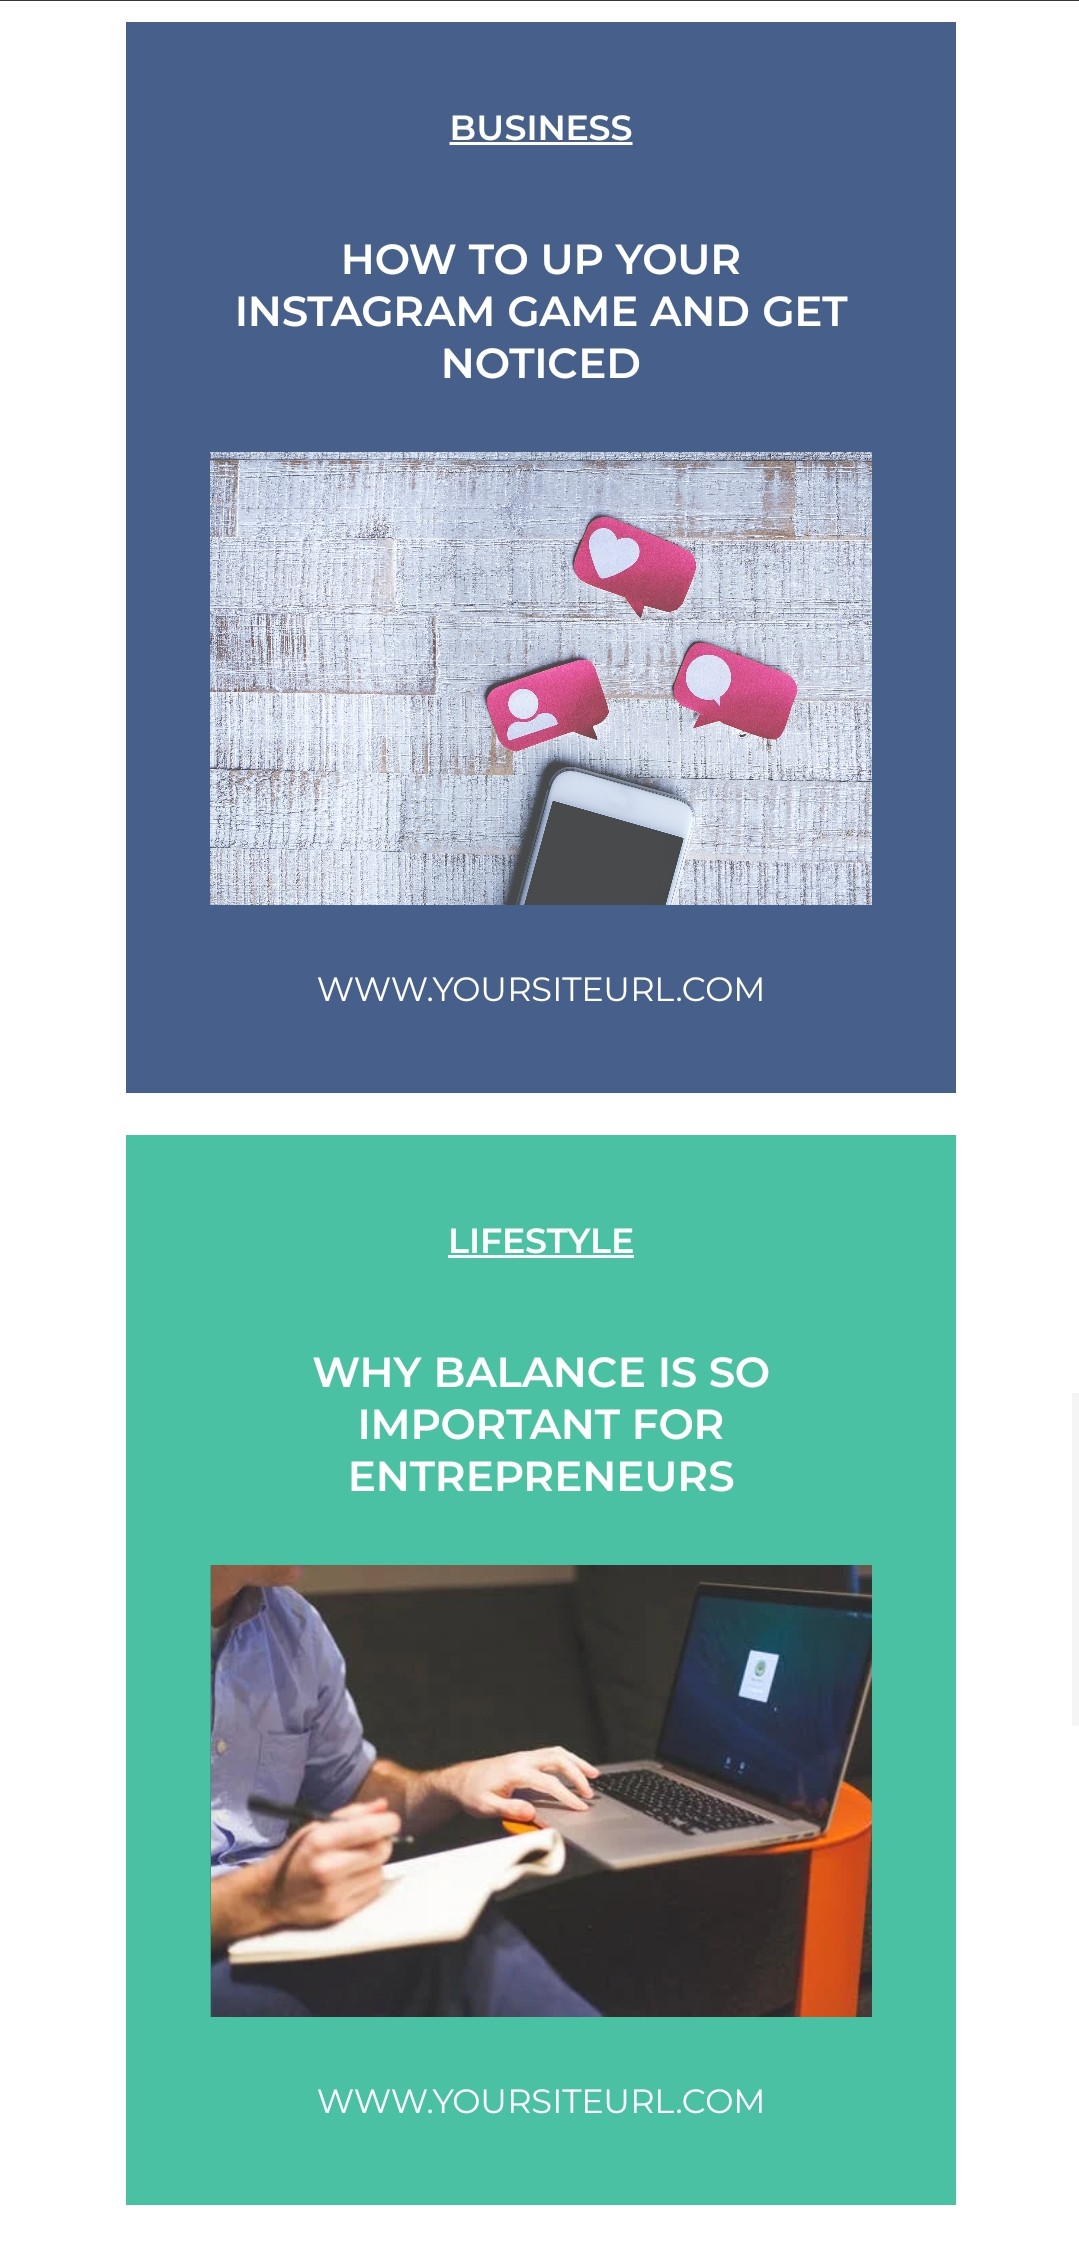 BUSINESS
HOW TO UP YOUR
INSTAGRAM GAME AND GET
NOTICED
WWW.YOURSITEURL.COM
LIFESTYLE
WHY BALANCE IS SO
IMPORTANT FOR
ENTREPRENEURS
WWW.YOURSITEURL.COM